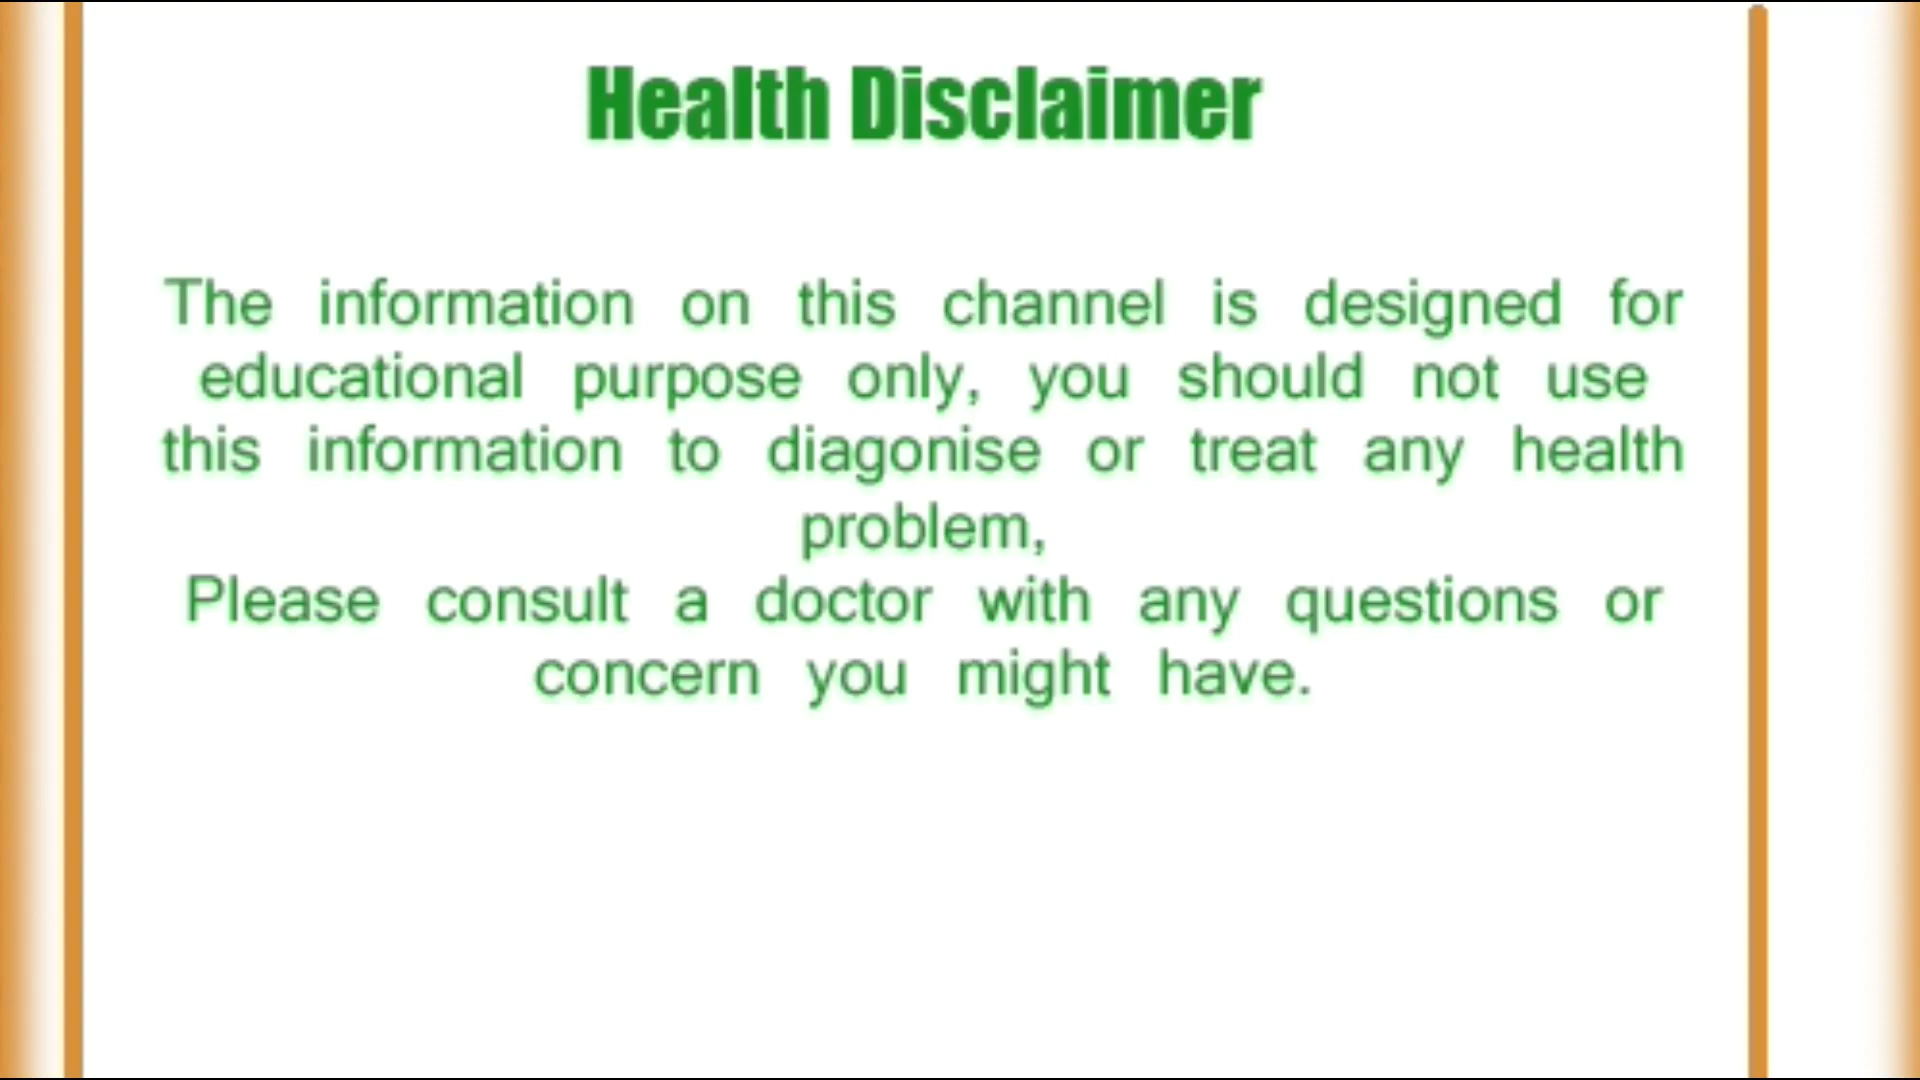 Health Disclaimer
The information on this channel is designed for
educational purpose only, you should not use
this information to diagonise or treat any health
problem,
Please consult a doctor with any questions or
concern you might have.